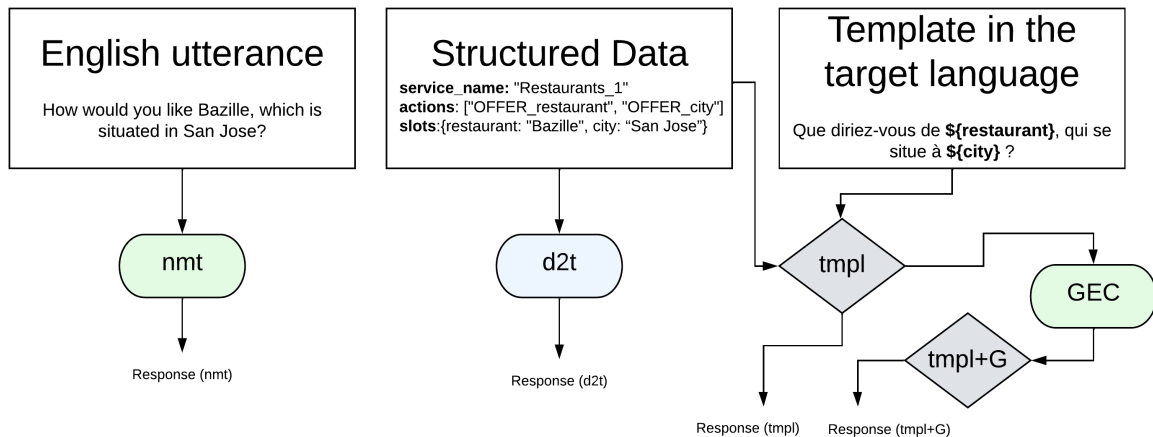 English utterance
How would you like Bazille, which is
situated in San Jose?
Structured Data
service_name: "Restaurants_1"
actions: ["OFFER_restaurant", "OFFER_city"]
slots:{restaurant: "Bazille", city: “San Jose”}
Template in the
target language
Que diriez-vous de ${restaurant}, qui se
situe à ${city} ?
nmt
d2t
tmpl
GEC
tmpl+G
Response (nmt)
Response (d2t)
Response (tmpl)
Response (tmpl+G)